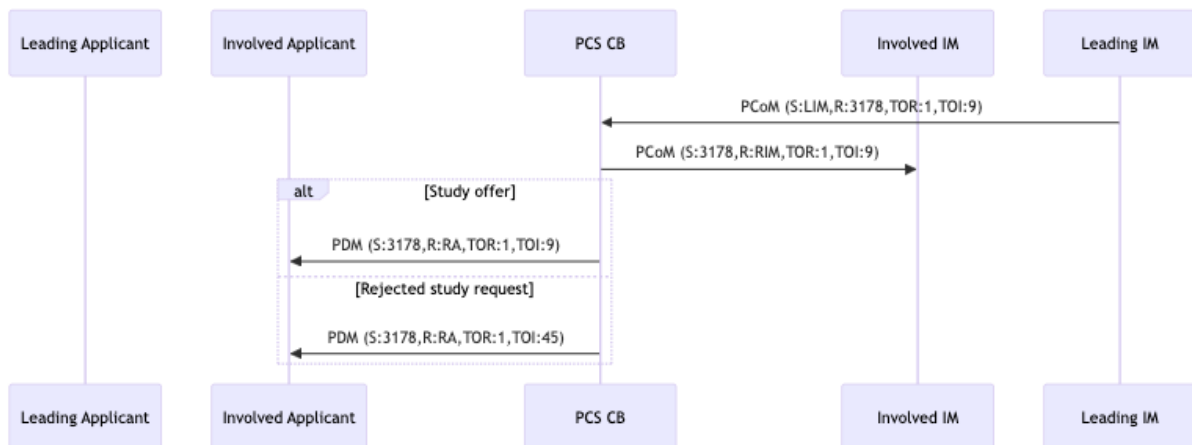 Leading Applicant
Involved Applicant
PCS CB
Involved IM
Leading IM
PCoM (S:LIM,R:3178,TOR:1,TOI:9)
PCoM (S:3178,R:RIM,TOR:1,TOI:9)
alt
[Study offer]
PDM (S:3178,R:RA,TOR:1,TOI:9)
[Rejected study request]
PDM (S:3178,R:RA,TOR:1,TOI:45)
Leading Applicant
Involved Applicant
PCS CB
Involved IM
Leading IM